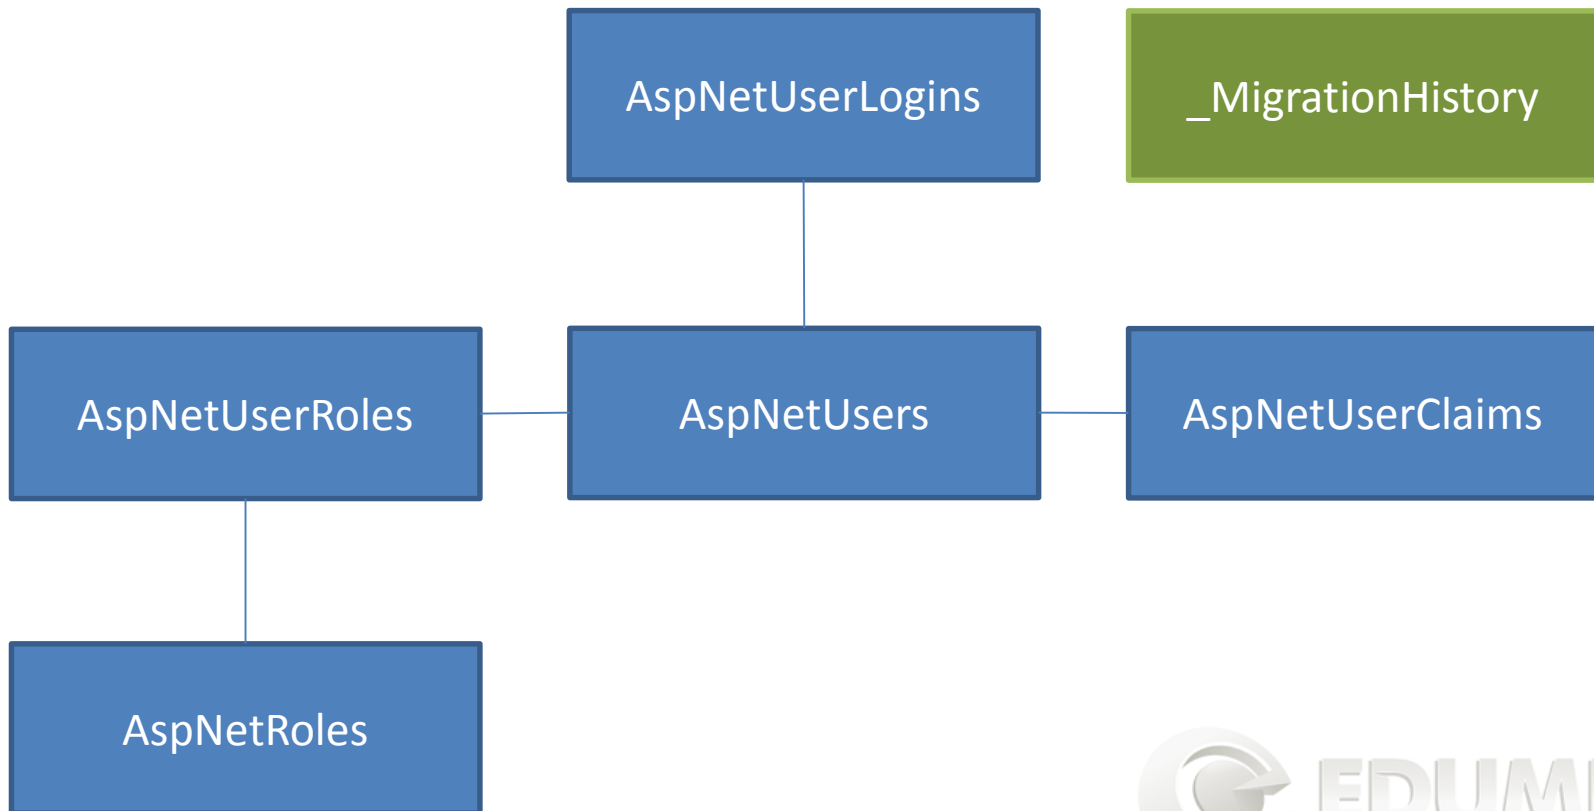 AspNetUserLogins
_MigrationHistory
AspNetUserRoles
AspNetUsers
AspNetUserClaims
AspNetRoles